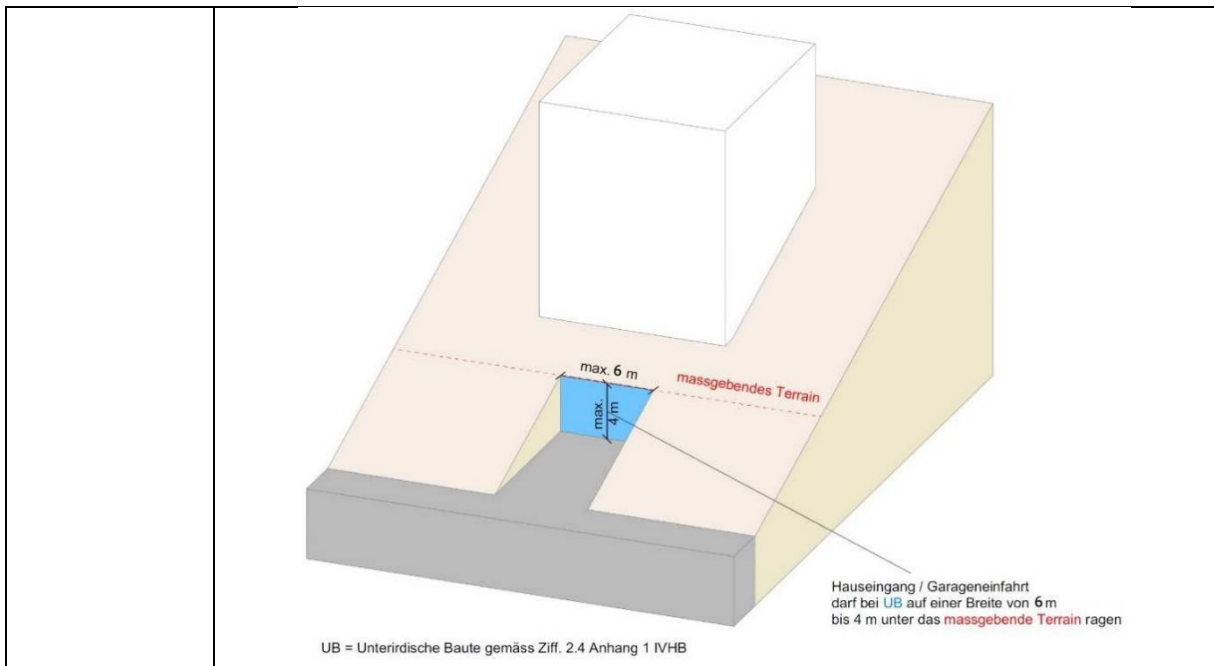 max. 6 m
massgebendes Terrain
max.
4 m
Hauseingang / Garageneinfahrt
darf bei UB auf einer Breite von 6 m
bis 4 m unter das massgebende Terrain ragen
UB = Unterirdische Baute gemäss Ziff. 2.4 Anhang 1 IVHB